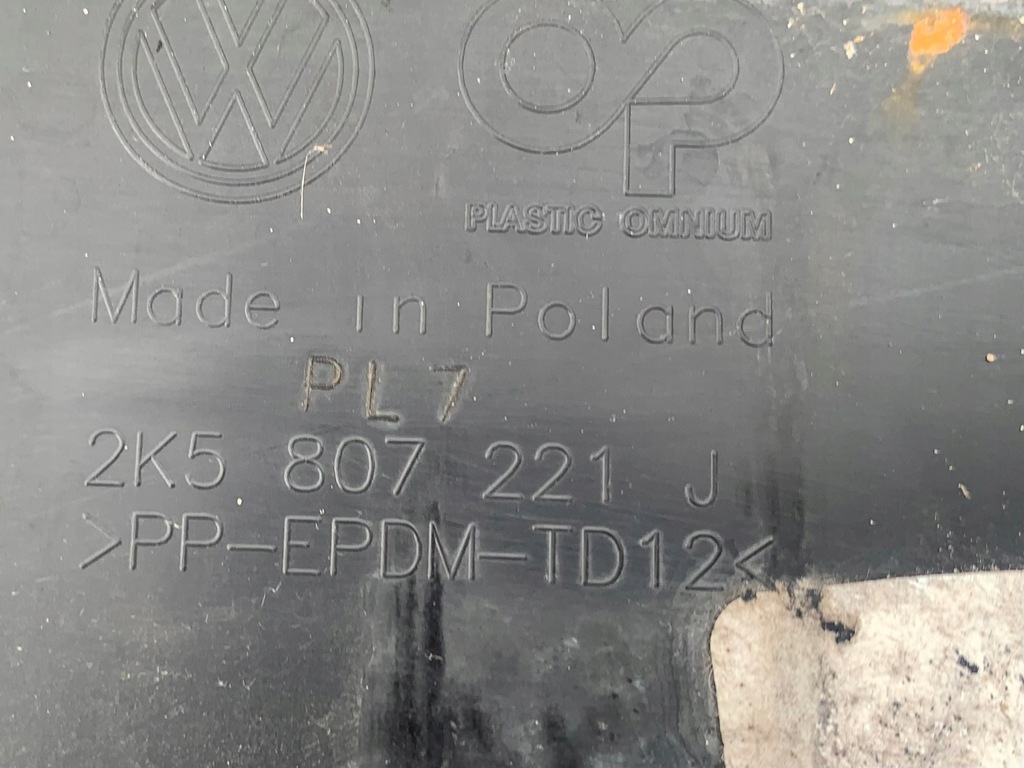 PLASTIC OMNIUM
Made in Poland
PL7
2K5 807 221 J
>PP-EPDM-TD12<